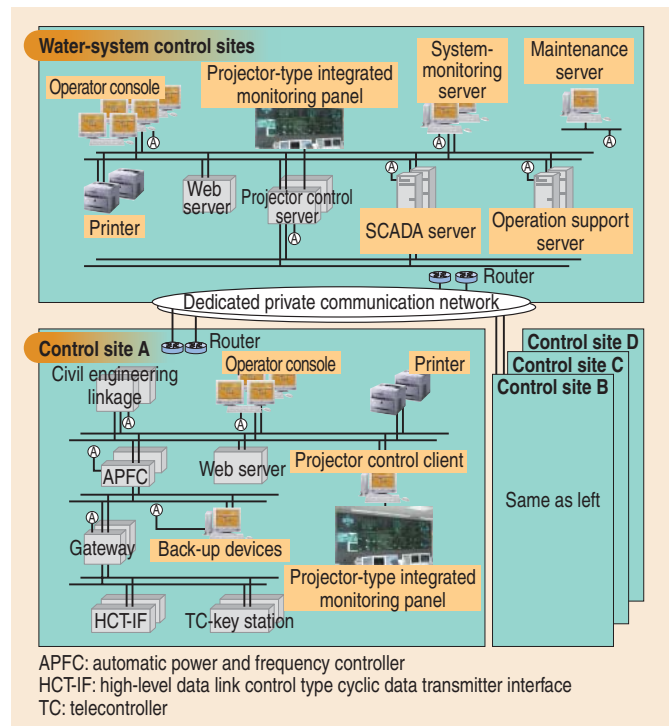 Water-system control sites
Operator console
Projector-type integrated
monitoring panel
System-
monitoring
server
Maintenance
server
A
A
A
A
A
Printer
Web
server
Projector control
server
SCADA server
Operation support
server
Router
Dedicated private communication network
Control site A
Router
Civil engineering
linkage
Operator console
Printer
A
A
A
APFC
Web server
Projector control client
A
A
Gateway
Back-up devices
Projector-type integrated
monitoring panel
HCT-IF
TC-key station
Control site D
Control site C
Control site B
Same as left
APFC: automatic power and frequency controller
HCT-IF: high-level data link control type cyclic data transmitter interface
TC: telecontroller